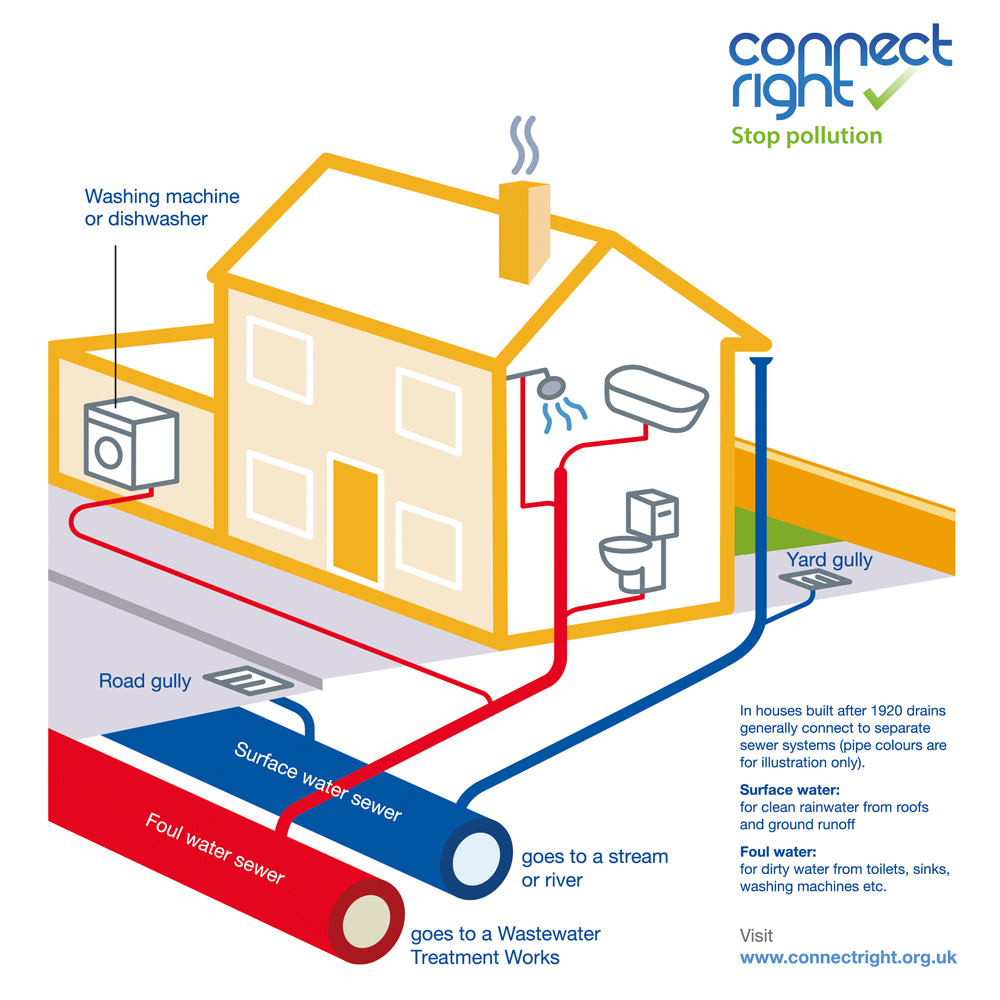 connect
right
Stop pollution
Washing machine
or dishwasher
Yard gully
Road gully
Surface water sewer
Foul water sewer
goes to a stream
or river
goes to a Wastewater
Treatment Works
In houses built after 1920 drains
generally connect to separate
sewer systems (pipe colours are
for illustration only).
Surface water:
for clean rainwater from roofs
and ground runoff
Foul water:
for dirty water from toilets, sinks,
washing machines etc.
Visit
www.connectright.org.uk